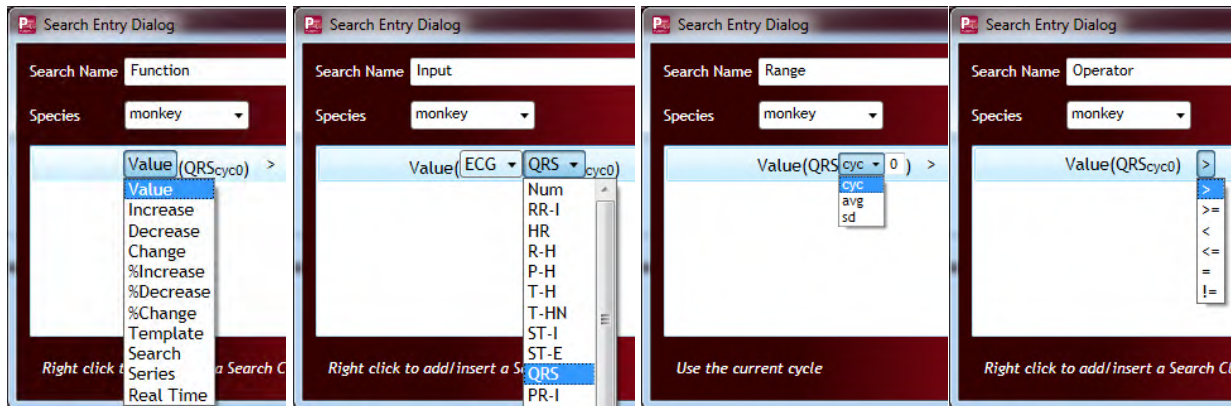 Search Entry Dialog
Search Name Function
Species monkey
Value (QRScyc0) >
Value
Increase
Decrease
Change
%Increase
%Decrease
%Change
Template
Search
Series
Real Time
Right click t a Search C
Search Entry Dialog
Search Name Input
Species monkey
Value( ECG QRS cyc0)
Num
RR-I
HR
R-H
P-H
T-H
T-HN
ST-I
ST-E
QRS
PR-I
Right click to add/insert a S
Search Entry Dialog
Search Name Range
Species monkey
Value(QRS cyc 0 ) >
cyc
avg
sd
Use the current cycle
Search Entry Dialog
Search Name Operator
Species monkey
Value(QRScyc0) >
>
>=
<
<=
=
!=
Right click to add/insert a Search Cl